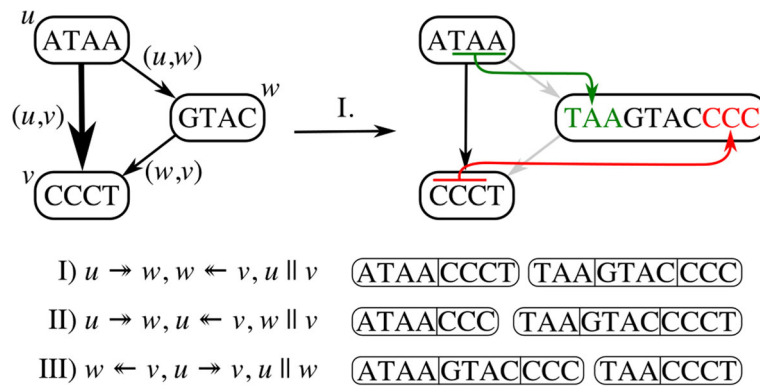 u
ATAA
(u,w)
w
(u,v)
GTAC
v
(w,v)
CCCT
I.
ATAA
TAAGTACCCC
CCCT
I) u ↠ w, w ↞ v, u ∥ v ATAA|CCCT TAA|GTAC|CCC
II) u ↠ w, u ↞ v, w ∥ v ATAA|CCC TAA|GTAC|CCCT
III) w ↞ v, u ↠ v, u ∥ w ATAA|GTAC|CCC TAA|CCCT